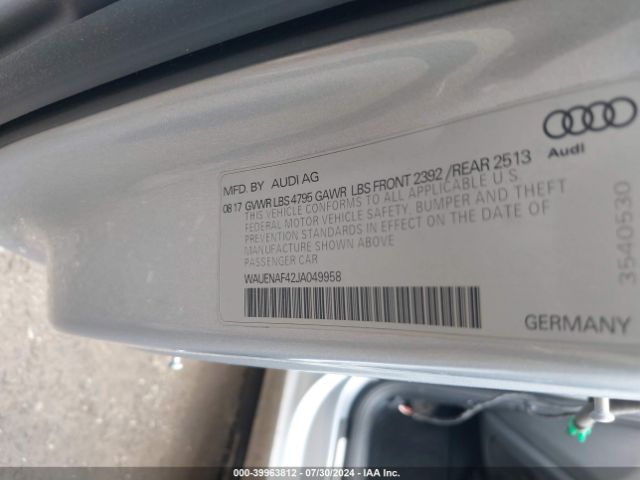 Audi
MFD. BY AUDI AG
08 17 GVWR LBS 4795 GAWR LBS FRONT 2392 / REAR 2513
THIS VEHICLE CONFORMS TO ALL APPLICABLE U.S.
FEDERAL MOTOR VEHICLE SAFETY, BUMPER AND THEFT
PREVENTION STANDARDS IN EFFECT ON THE DATE OF
MANUFACTURE SHOWN ABOVE
PASSENGER CAR
WAUENAF42JA049958
3540530
GERMANY
000-39963812 / 07/30/2024 - IAA Inc.